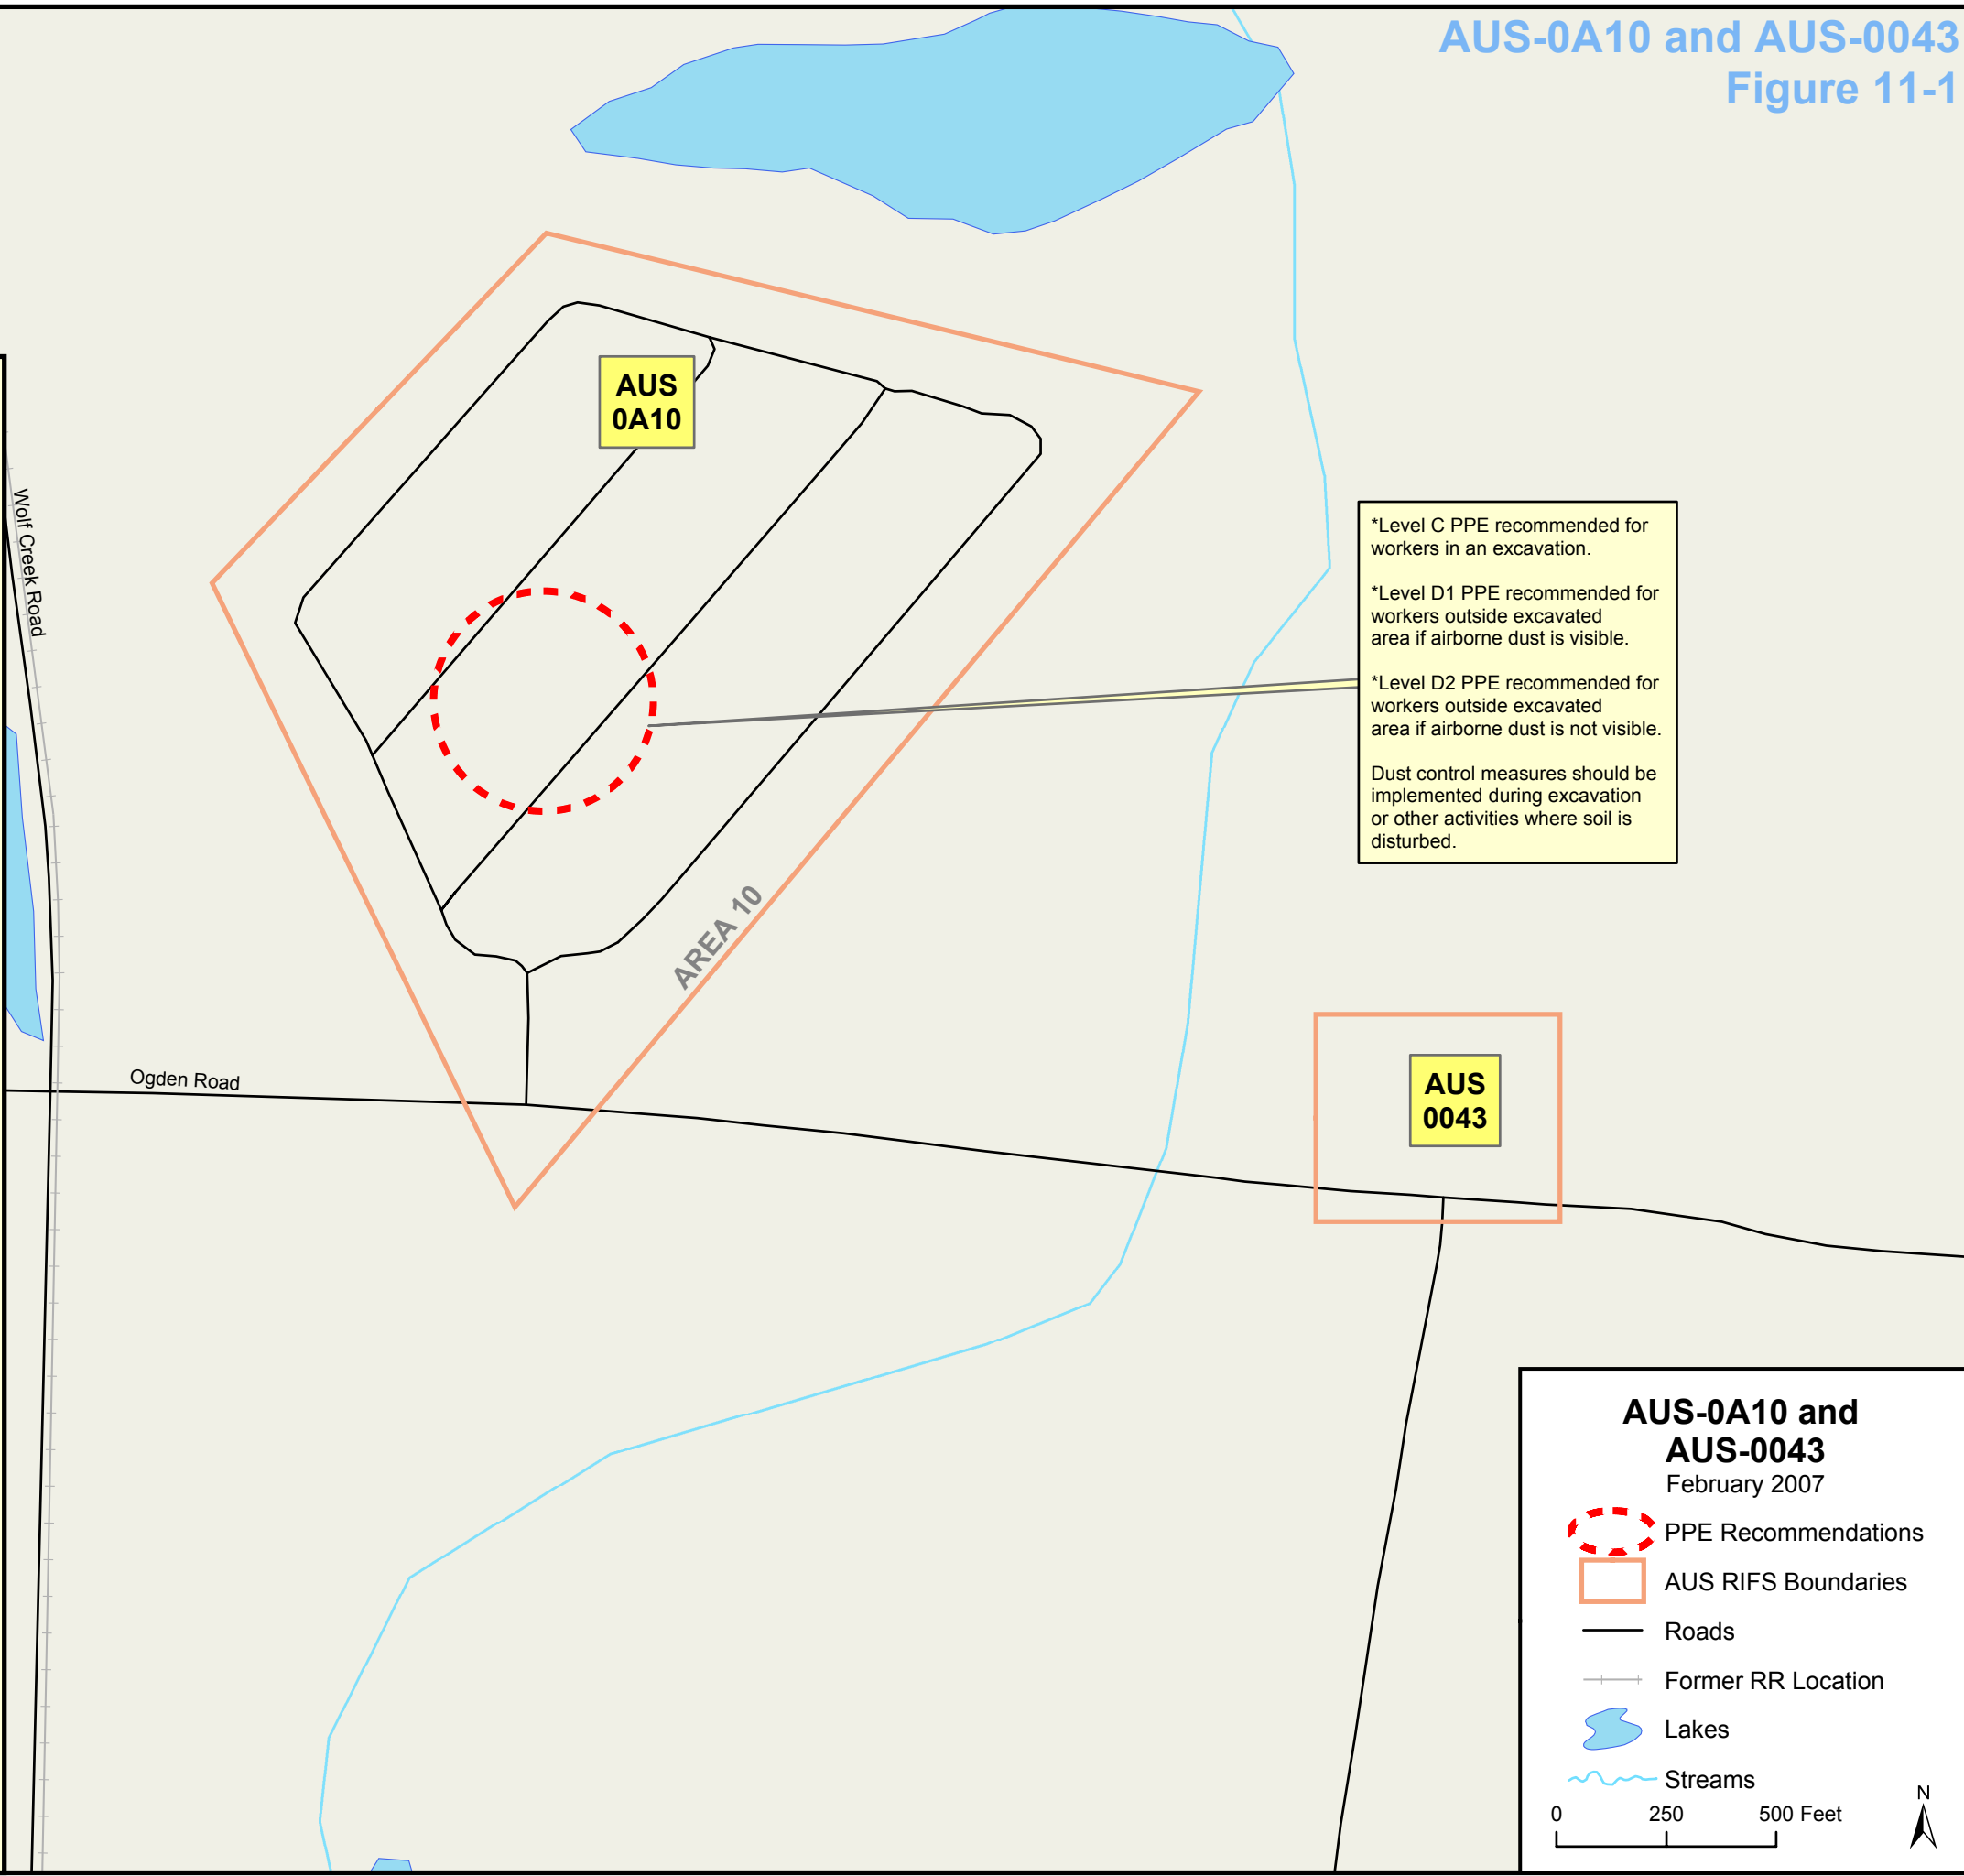 AUS-0A10 and AUS-0043
Figure 11-1
AUS
0A10
Wolf Creek Road
*Level C PPE recommended for
workers in an excavation.
*Level D1 PPE recommended for
workers outside excavated
area if airborne dust is visible.
*Level D2 PPE recommended for
workers outside excavated
area if airborne dust is not visible.
Dust control measures should be
implemented during excavation
or other activities where soil is
disturbed.
AREA 10
Ogden Road
AUS
0043
AUS-0A10 and
AUS-0043
February 2007
PPE Recommendations
AUS RIFS Boundaries
Roads
Former RR Location
Lakes
Streams
0 250 500 Feet
N